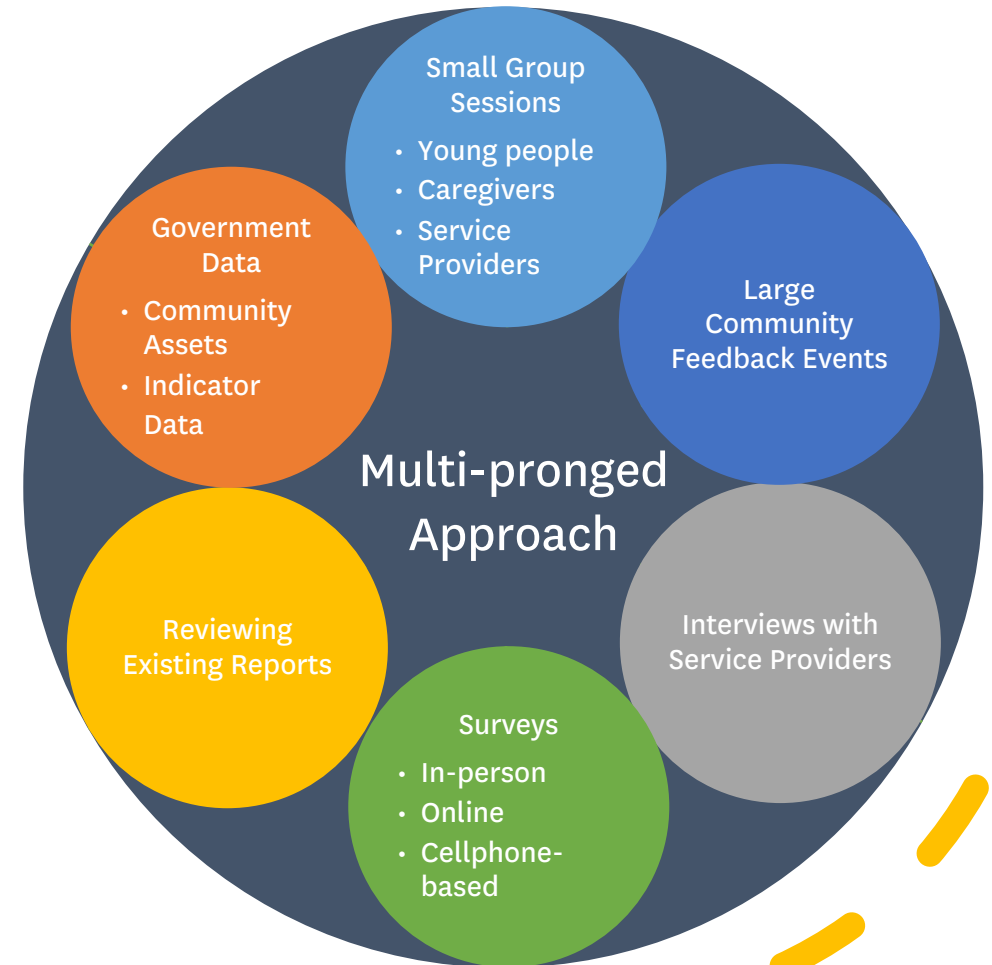 Small Group
Sessions
• Young people
• Caregivers
• Service
Providers
Government
Data
• Community
Assets
• Indicator
Data
Large
Community
Feedback Events
Multi-pronged
Approach
Reviewing
Existing Reports
Interviews with
Service Providers
Surveys
• In-person
• Online
• Cellphone-
based